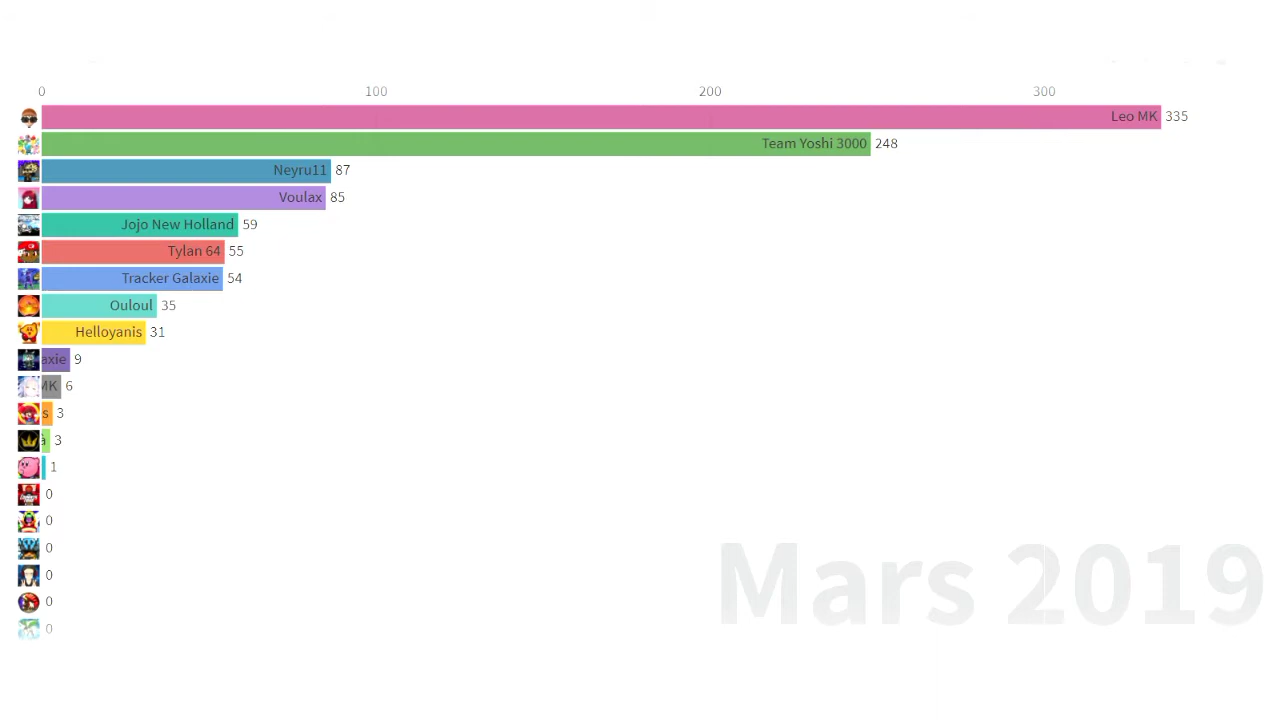 0 100 200 300
Leo MK 335
Team Yoshi 3000 248
Neyru11 87
Voulax 85
Jojo New Holland 59
Tylan 64 55
Tracker Galaxie 54
Ouloul 35
Helloyanis 31
axie 9
MK 6
s 3
à 3
1
0
0
0
0
0
0
Mars 2019